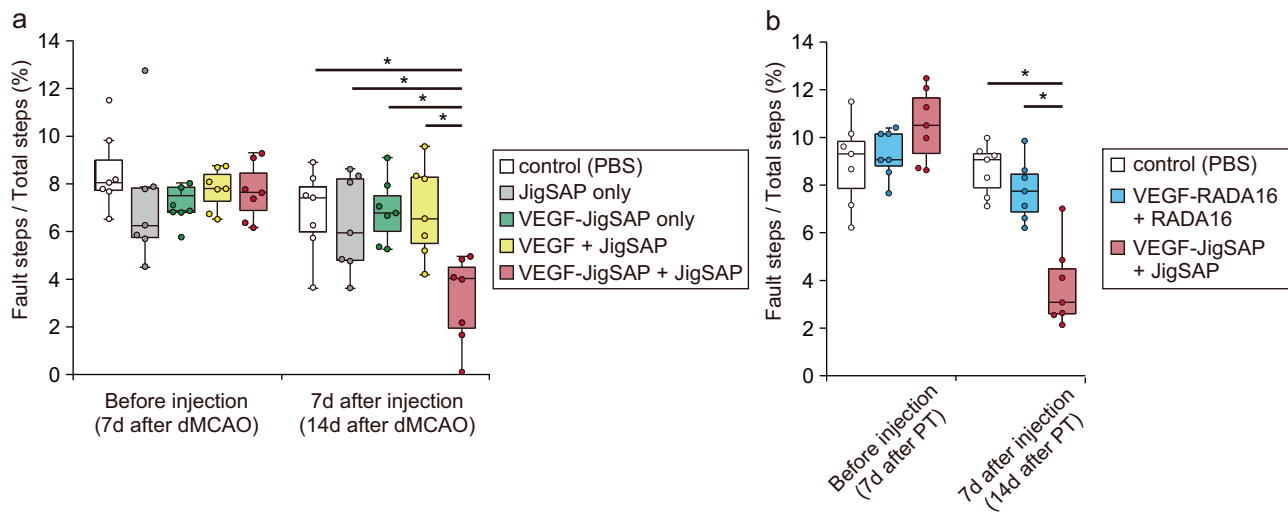 a
Fault steps / Total steps (%)
14
12
10
8
6
4
2
0
* 
*
*
*
Before injection
(7d after dMCAO)
7d after injection
(14d after dMCAO)
control (PBS)
JigSAP only
VEGF-JigSAP only
VEGF + JigSAP
VEGF-JigSAP + JigSAP
b
Fault steps / Total steps (%)
14
12
10
8
6
4
2
0
*
*
Before injection
(7d after PT)
7d after injection
(14d after PT)
control (PBS)
VEGF-RADA16
+ RADA16
VEGF-JigSAP
+ JigSAP